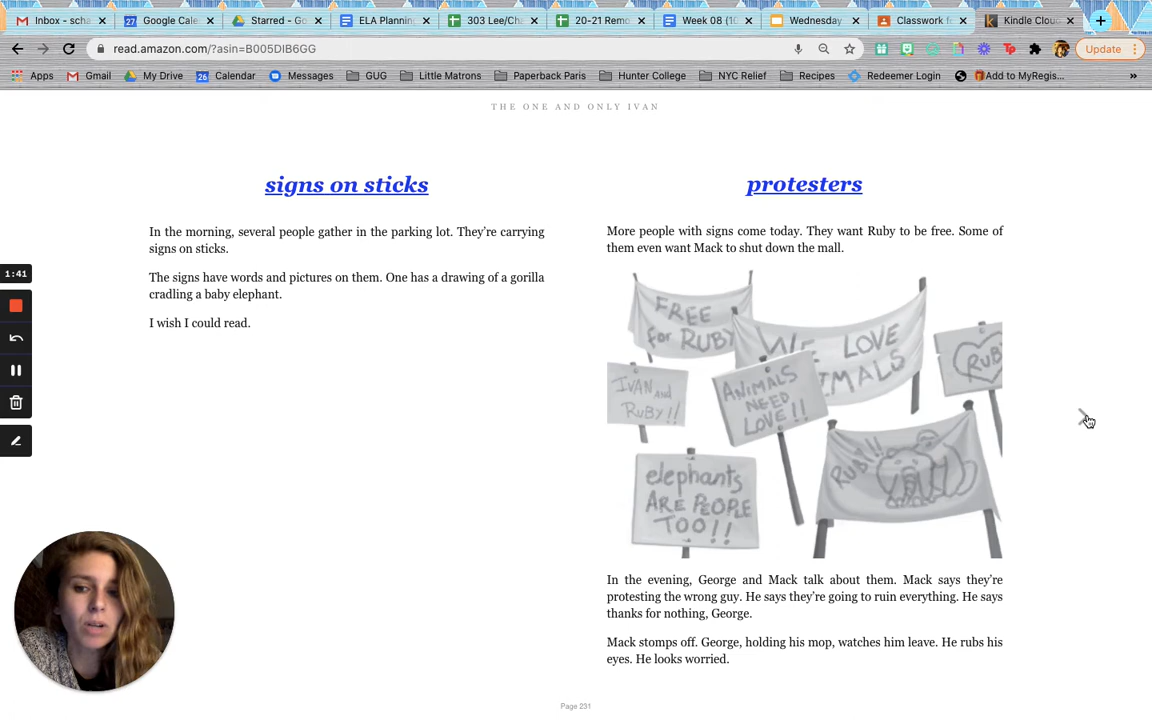 Inbox - scha
27 Google Cale
Starred - Go
ELA Plannin
303 Lee/Cha
20-21 Remo
Week 08 (10
Wednesday
Classwork f
Kindle Clou
read.amazon.com/?asin=B005DIB6GG
Update
Apps
Gmail
My Drive
26 Calendar
Messages
GUG
Little Matrons
Paperback Paris
Hunter College
NYC Relief
Recipes
Redeemer Login
Add to MyRegis...
»
THE ONE AND ONLY IVAN
signs on sticks
In the morning, several people gather in the parking lot. They're carrying
signs on sticks.
The signs have words and pictures on them. One has a drawing of a gorilla
cradling a baby elephant.
I wish I could read.
1:41
protesters
More people with signs come today. They want Ruby to be free. Some of
them even want Mack to shut down the mall.
FREE
for RUBY
WE LOVE
IMALS
RUB
IVAN AND
RUBY!!
ANIMALS
NEED
LOVE!!
RUBY!!
elephants
ARE PEOPLE
TOO!!
In the evening, George and Mack talk about them. Mack says they're
protesting the wrong guy. He says they're going to ruin everything. He says
thanks for nothing, George.
Mack stomps off. George, holding his mop, watches him leave. He rubs his
eyes. He looks worried.
Page 231